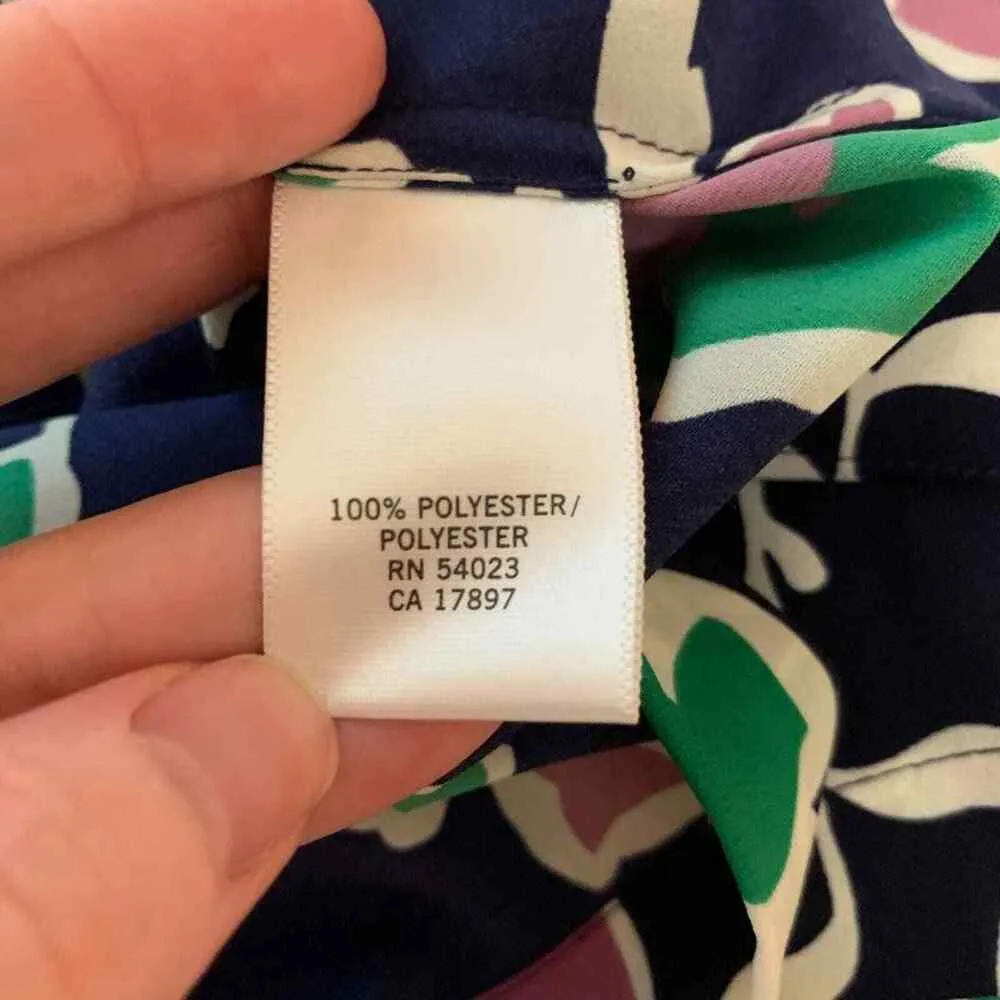 100% POLYESTER/
POLYESTER
RN 54023
CA 17897